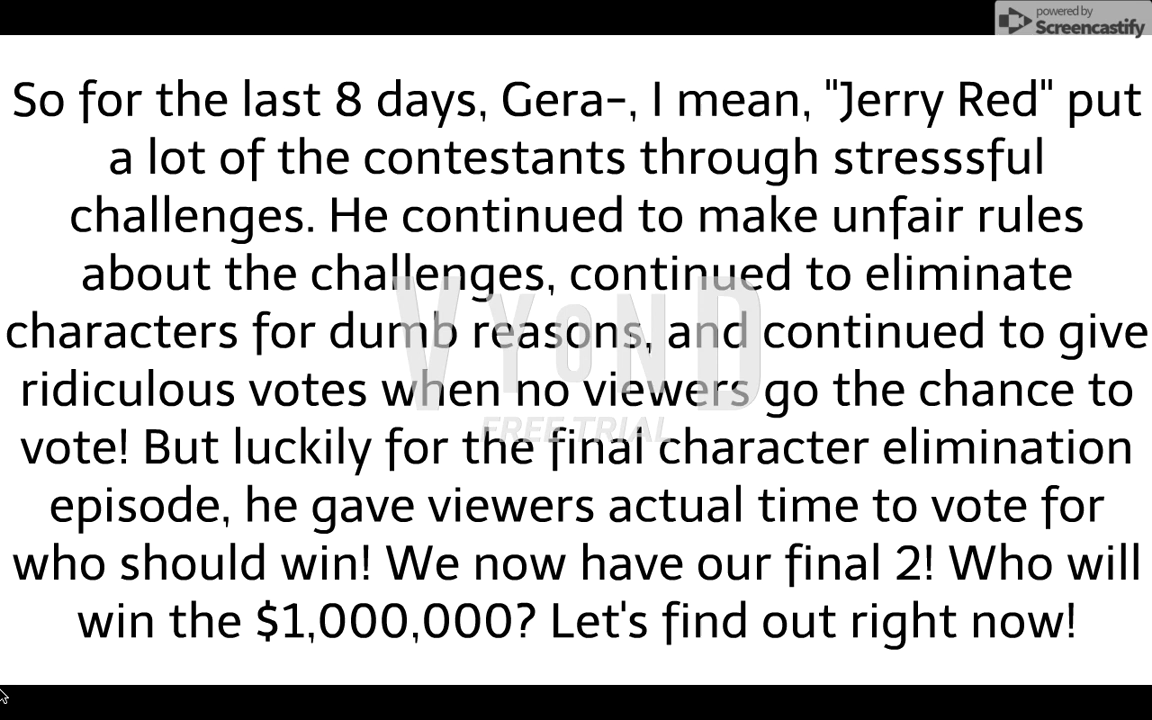 powered by
Screencastify
So for the last 8 days, Gera-, I mean, "Jerry Red" put
a lot of the contestants through stresssful
challenges. He continued to make unfair rules
about the challenges, continued to eliminate
characters for dumb reasons, and continued to give
ridiculous votes when no viewers go the chance to
vote! But luckily for the final character elimination
episode, he gave viewers actual time to vote for
who should win! We now have our final 2! Who will
win the $1,000,000? Let's find out right now!
VYonD
FREE TRIAL